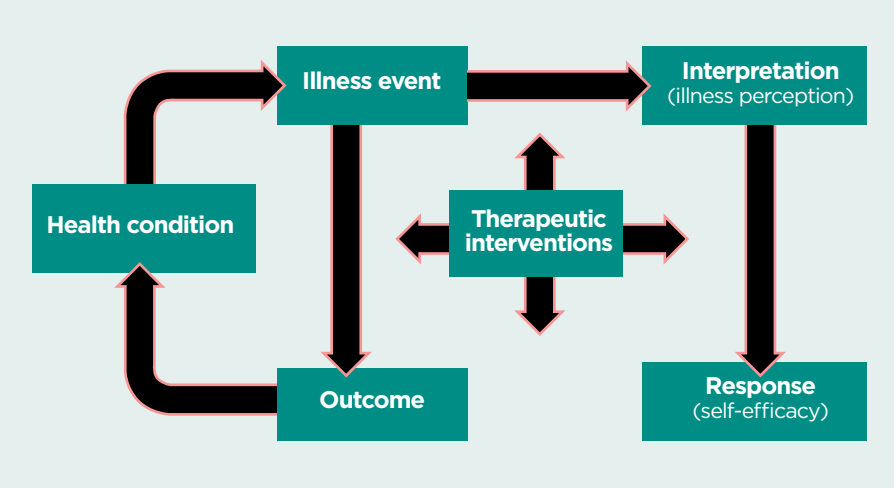 Illness event
Interpretation
(illness perception)
Health condition
Therapeutic
interventions
Outcome
Response
(self-efficacy)